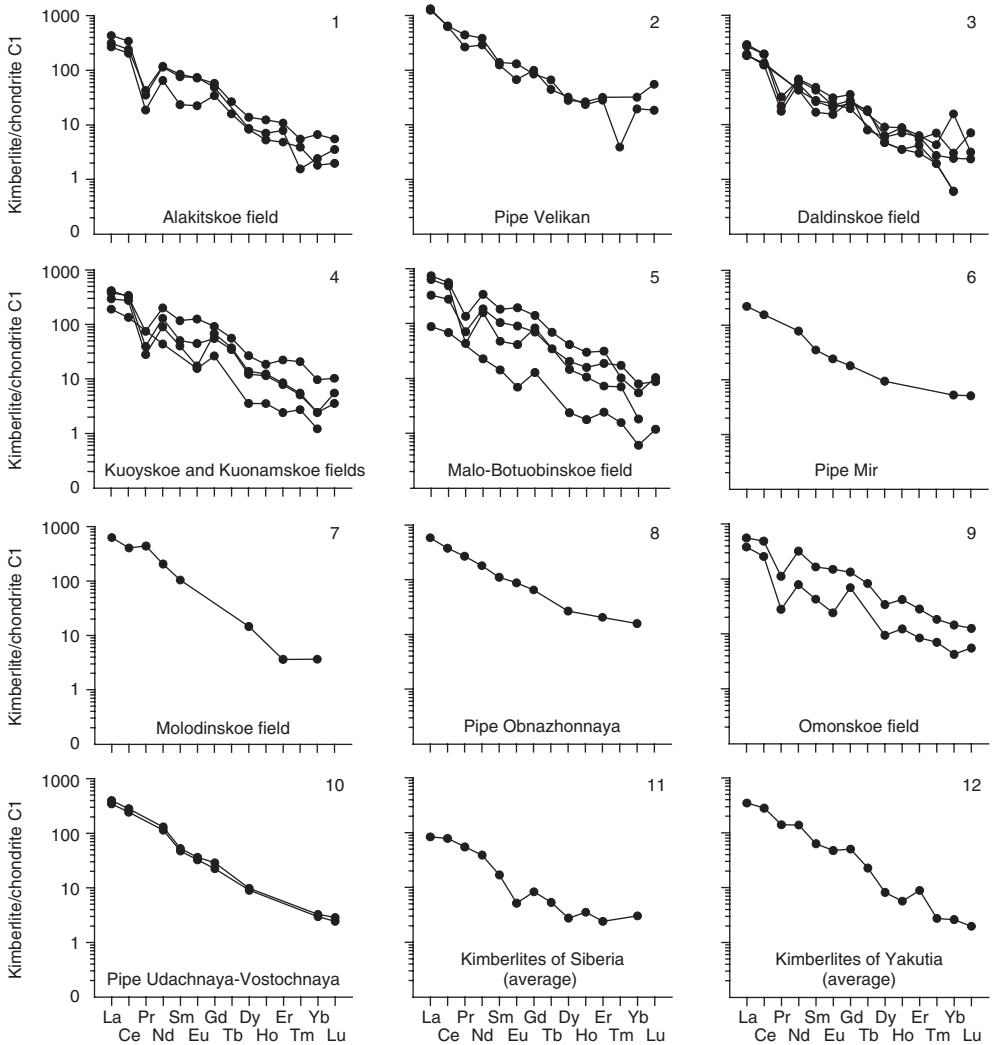 Kimberlite/chondrite C1
1000
100
10
1
0
1
Alakitskoe field
2
Pipe Velikan
3
Daldinskoe field
Kimberlite/chondrite C1
1000
100
10
1
0
4
Kuoyskoe and Kuonamskoe fields
5
Malo-Botuobinskoe field
6
Pipe Mir
Kimberlite/chondrite C1
1000
100
10
1
0
7
Molodinskoe field
8
Pipe Obnazhonnaya
9
Omonskoe field
Kimberlite/chondrite C1
1000
100
10
1
0
10
Pipe Udachnaya-Vostochnaya
11
Kimberlites of Siberia
(average)
12
Kimberlites of Yakutia
(average)
La Pr Sm Gd Dy Er Yb
Ce Nd Eu Tb Ho Tm Lu
La Pr Sm Gd Dy Er Yb
Ce Nd Eu Tb Ho Tm Lu
La Pr Sm Gd Dy Er Yb
Ce Nd Eu Tb Ho Tm Lu